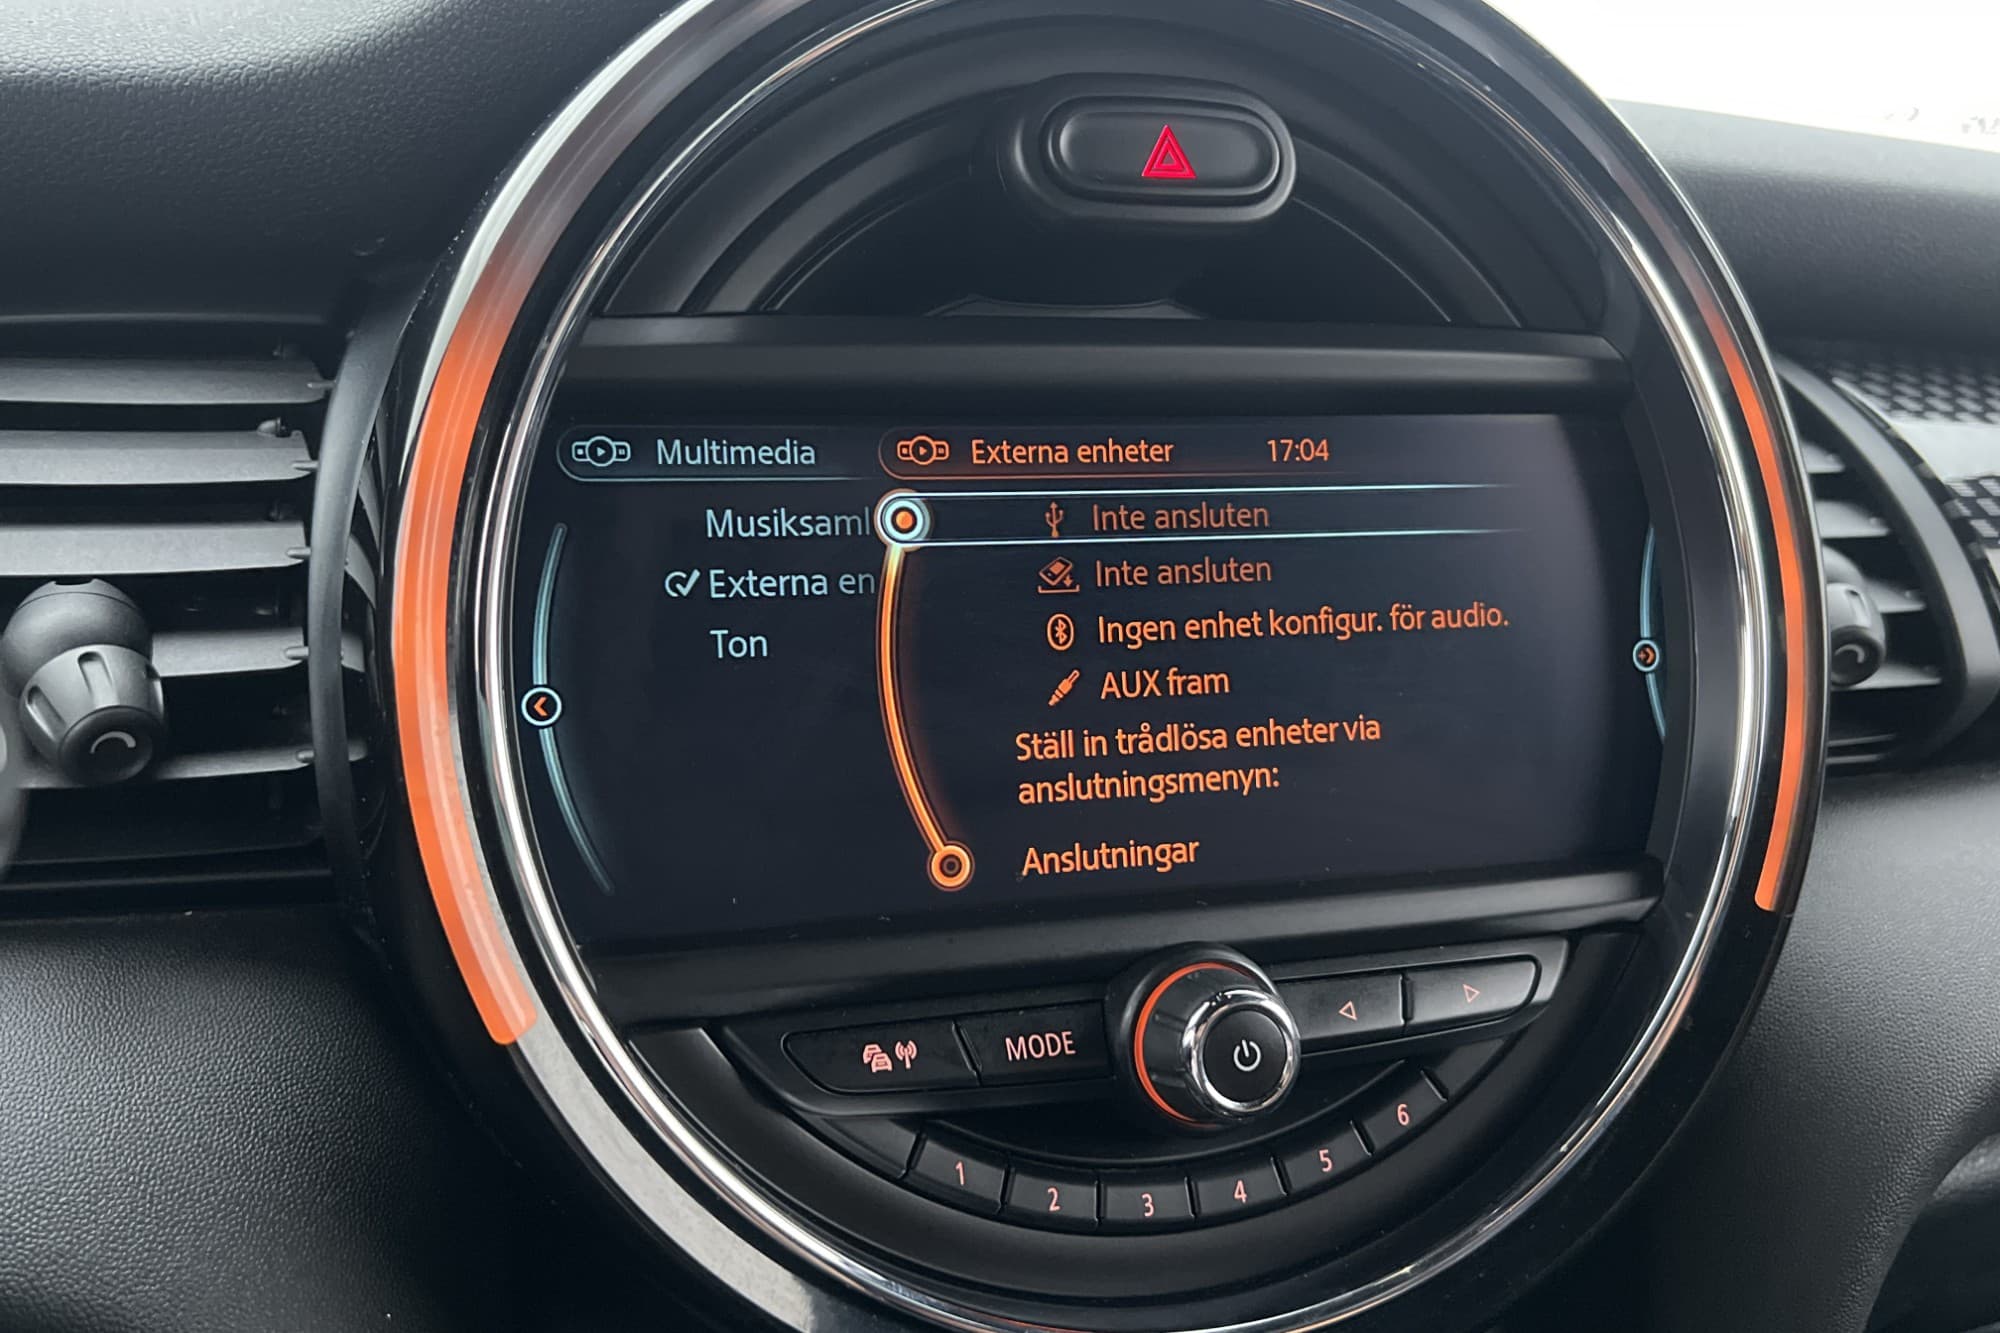 Multimedia
Externa enheter 17:04
Musiksaml
Externa en
Ton
Inte ansluten
Inte ansluten
Ingen enhet konfigur. för audio.
AUX fram
Ställ in trådlösa enheter via
anslutningsmenyn:
Anslutningar
MODE
1 2 3 4 5 6